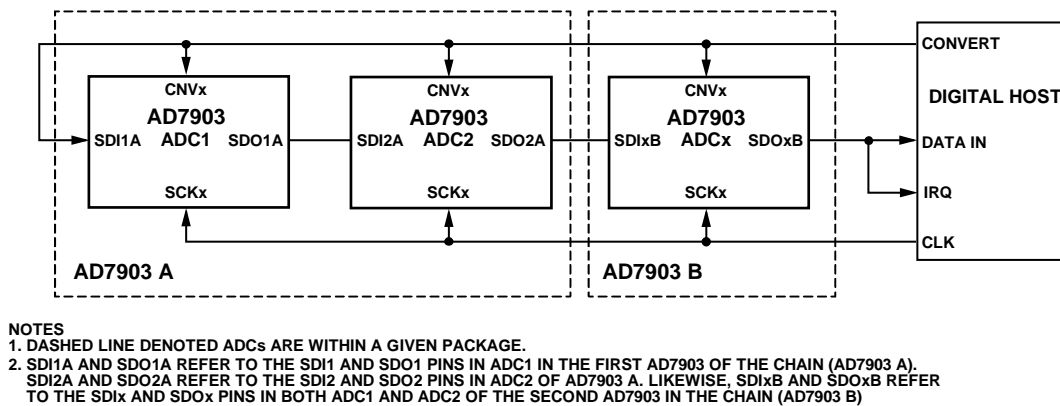 CONVERT
CNVx CNVx CNVx
AD7903 AD7903 AD7903 DIGITAL HOST
SDI1A ADC1 SDO1A SDI2A ADC2 SDO2A SDIxB ADCx SDOxB DATA IN
SCKx SCKx SCKx IRQ
CLK
AD7903 A AD7903 B
NOTES
1. DASHED LINE DENOTED ADCs ARE WITHIN A GIVEN PACKAGE.
2. SDI1A AND SDO1A REFER TO THE SDI1 AND SDO1 PINS IN ADC1 IN THE FIRST AD7903 OF THE CHAIN (AD7903 A).
SDI2A AND SDO2A REFER TO THE SDI2 AND SDO2 PINS IN ADC2 OF AD7903 A. LIKEWISE, SDIxB AND SDOxB REFER
TO THE SDIx AND SDOx PINS IN BOTH ADC1 AND ADC2 OF THE SECOND AD7903 IN THE CHAIN (AD7903 B)